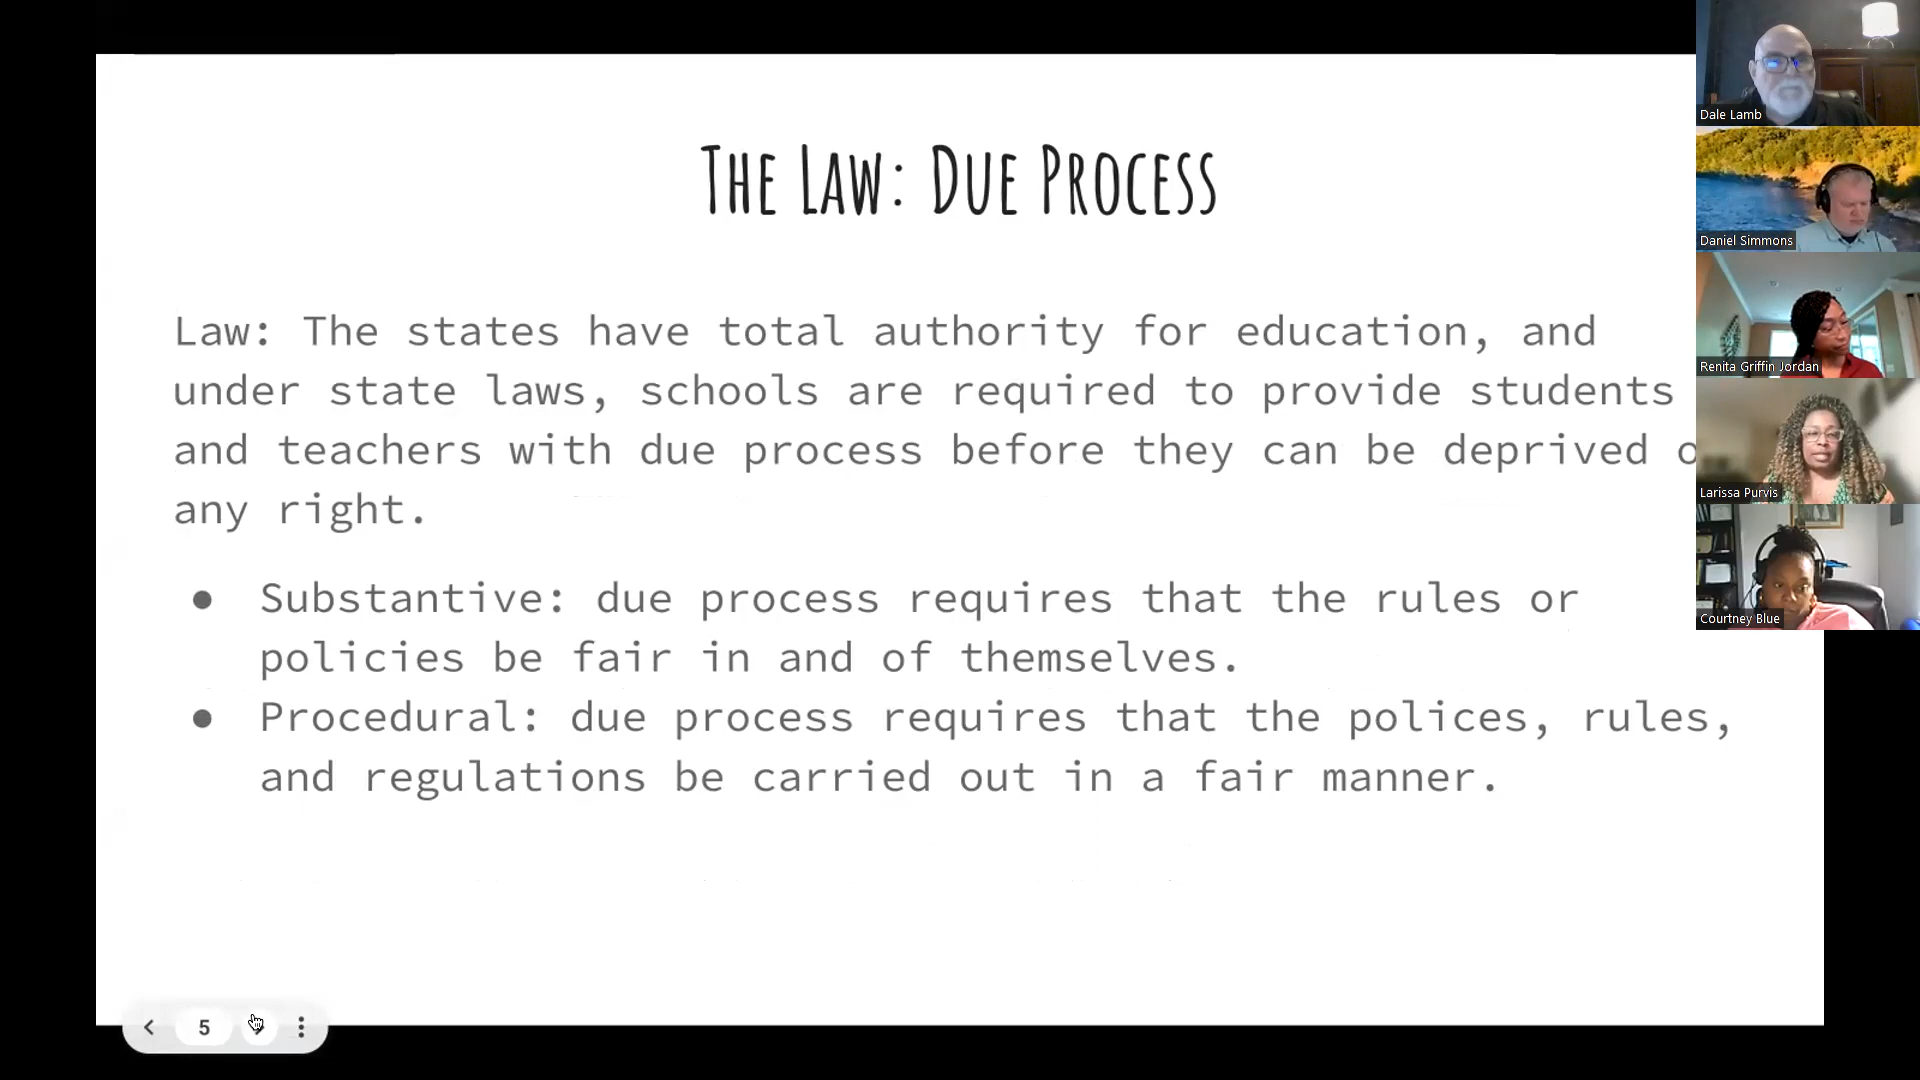 The Law: Due Process
Law: The states have total authority for education, and
under state laws, schools are required to provide students
and teachers with due process before they can be deprived
any right.
● Substantive: due process requires that the rules or
policies be fair in and of themselves.
● Procedural: due process requires that the polices, rules,
and regulations be carried out in a fair manner.
5
Dale Lamb
Daniel Simmons
Renita Griffin Jordan
Larissa Purvis
Courtney Blue